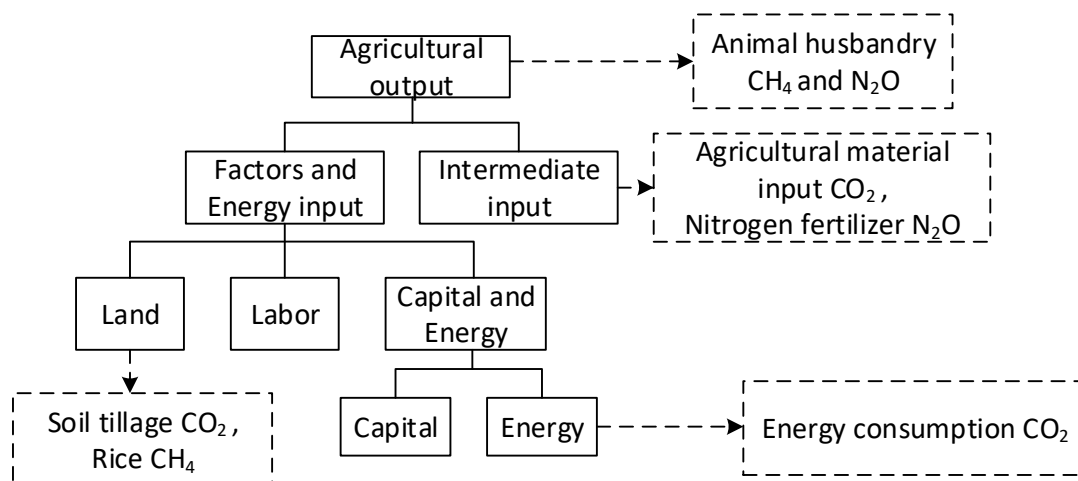 Agricultural
output
Animal husbandry
CH₄ and N₂O
Factors and
Energy input
Intermediate
input
Agricultural material
input CO₂ ,
Nitrogen fertilizer N₂O
Land
Labor
Capital and
Energy
Soil tillage CO₂ ,
Rice CH₄
Capital
Energy
Energy consumption CO₂